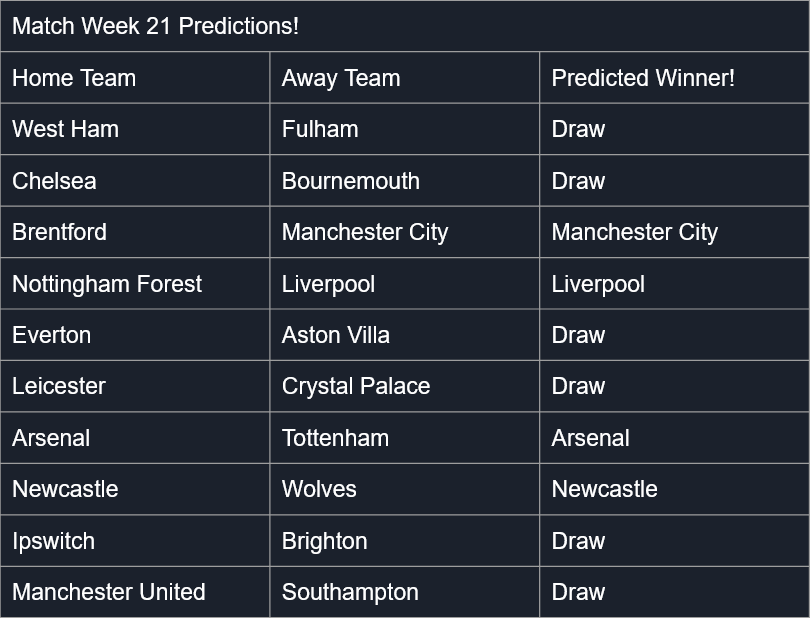 Match Week 21 Predictions!
Home Team Away Team Predicted Winner!
West Ham Fulham Draw
Chelsea Bournemouth Draw
Brentford Manchester City Manchester City
Nottingham Forest Liverpool Liverpool
Everton Aston Villa Draw
Leicester Crystal Palace Draw
Arsenal Tottenham Arsenal
Newcastle Wolves Newcastle
Ipswitch Brighton Draw
Manchester United Southampton Draw